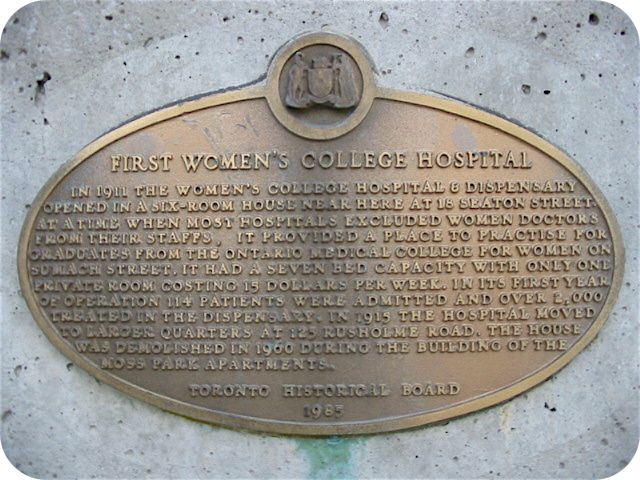 FIRST WOMEN'S COLLEGE HOSPITAL
IN 1911 THE WOMEN'S COLLEGE HOSPITAL & DISPENSARY
OPENED IN A SIX-ROOM HOUSE NEAR HERE AT 18 SEATON STREET.
AT A TIME WHEN MOST HOSPITALS EXCLUDED WOMEN DOCTORS
FROM THEIR STAFFS, IT PROVIDED A PLACE TO PRACTISE FOR
GRADUATES FROM THE ONTARIO MEDICAL COLLEGE FOR WOMEN ON
SUMACH STREET. IT HAD A SEVEN BED CAPACITY WITH ONLY ONE
PRIVATE ROOM COSTING 15 DOLLARS PER WEEK. IN ITS FIRST YEAR
OF OPERATION 114 PATIENTS WERE ADMITTED AND OVER 2,000
TREATED IN THE DISPENSARY. IN 1915 THE HOSPITAL MOVED
TO LARGER QUARTERS AT 125 RUSHOLME ROAD. THE HOUSE
WAS DEMOLISHED IN 1960 DURING THE BUILDING OF THE
MOSS PARK APARTMENTS.
TORONTO HISTORICAL BOARD
1985